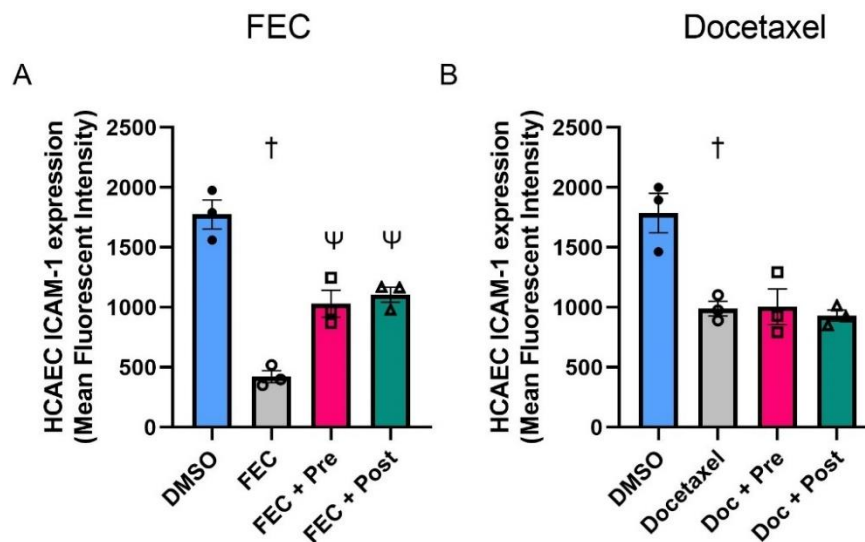 FEC
Docetaxel
A
B
HCAEC ICAM-1 expression
(Mean Fluorescent Intensity)
2500
2000
1500
1000
500
0
†
Ψ
Ψ
DMSO
FEC
FEC + Pre
FEC + Post
HCAEC ICAM-1 expression
(Mean Fluorescent Intensity)
2500
2000
1500
1000
500
0
†
DMSO
Docetaxel
Doc + Pre
Doc + Post